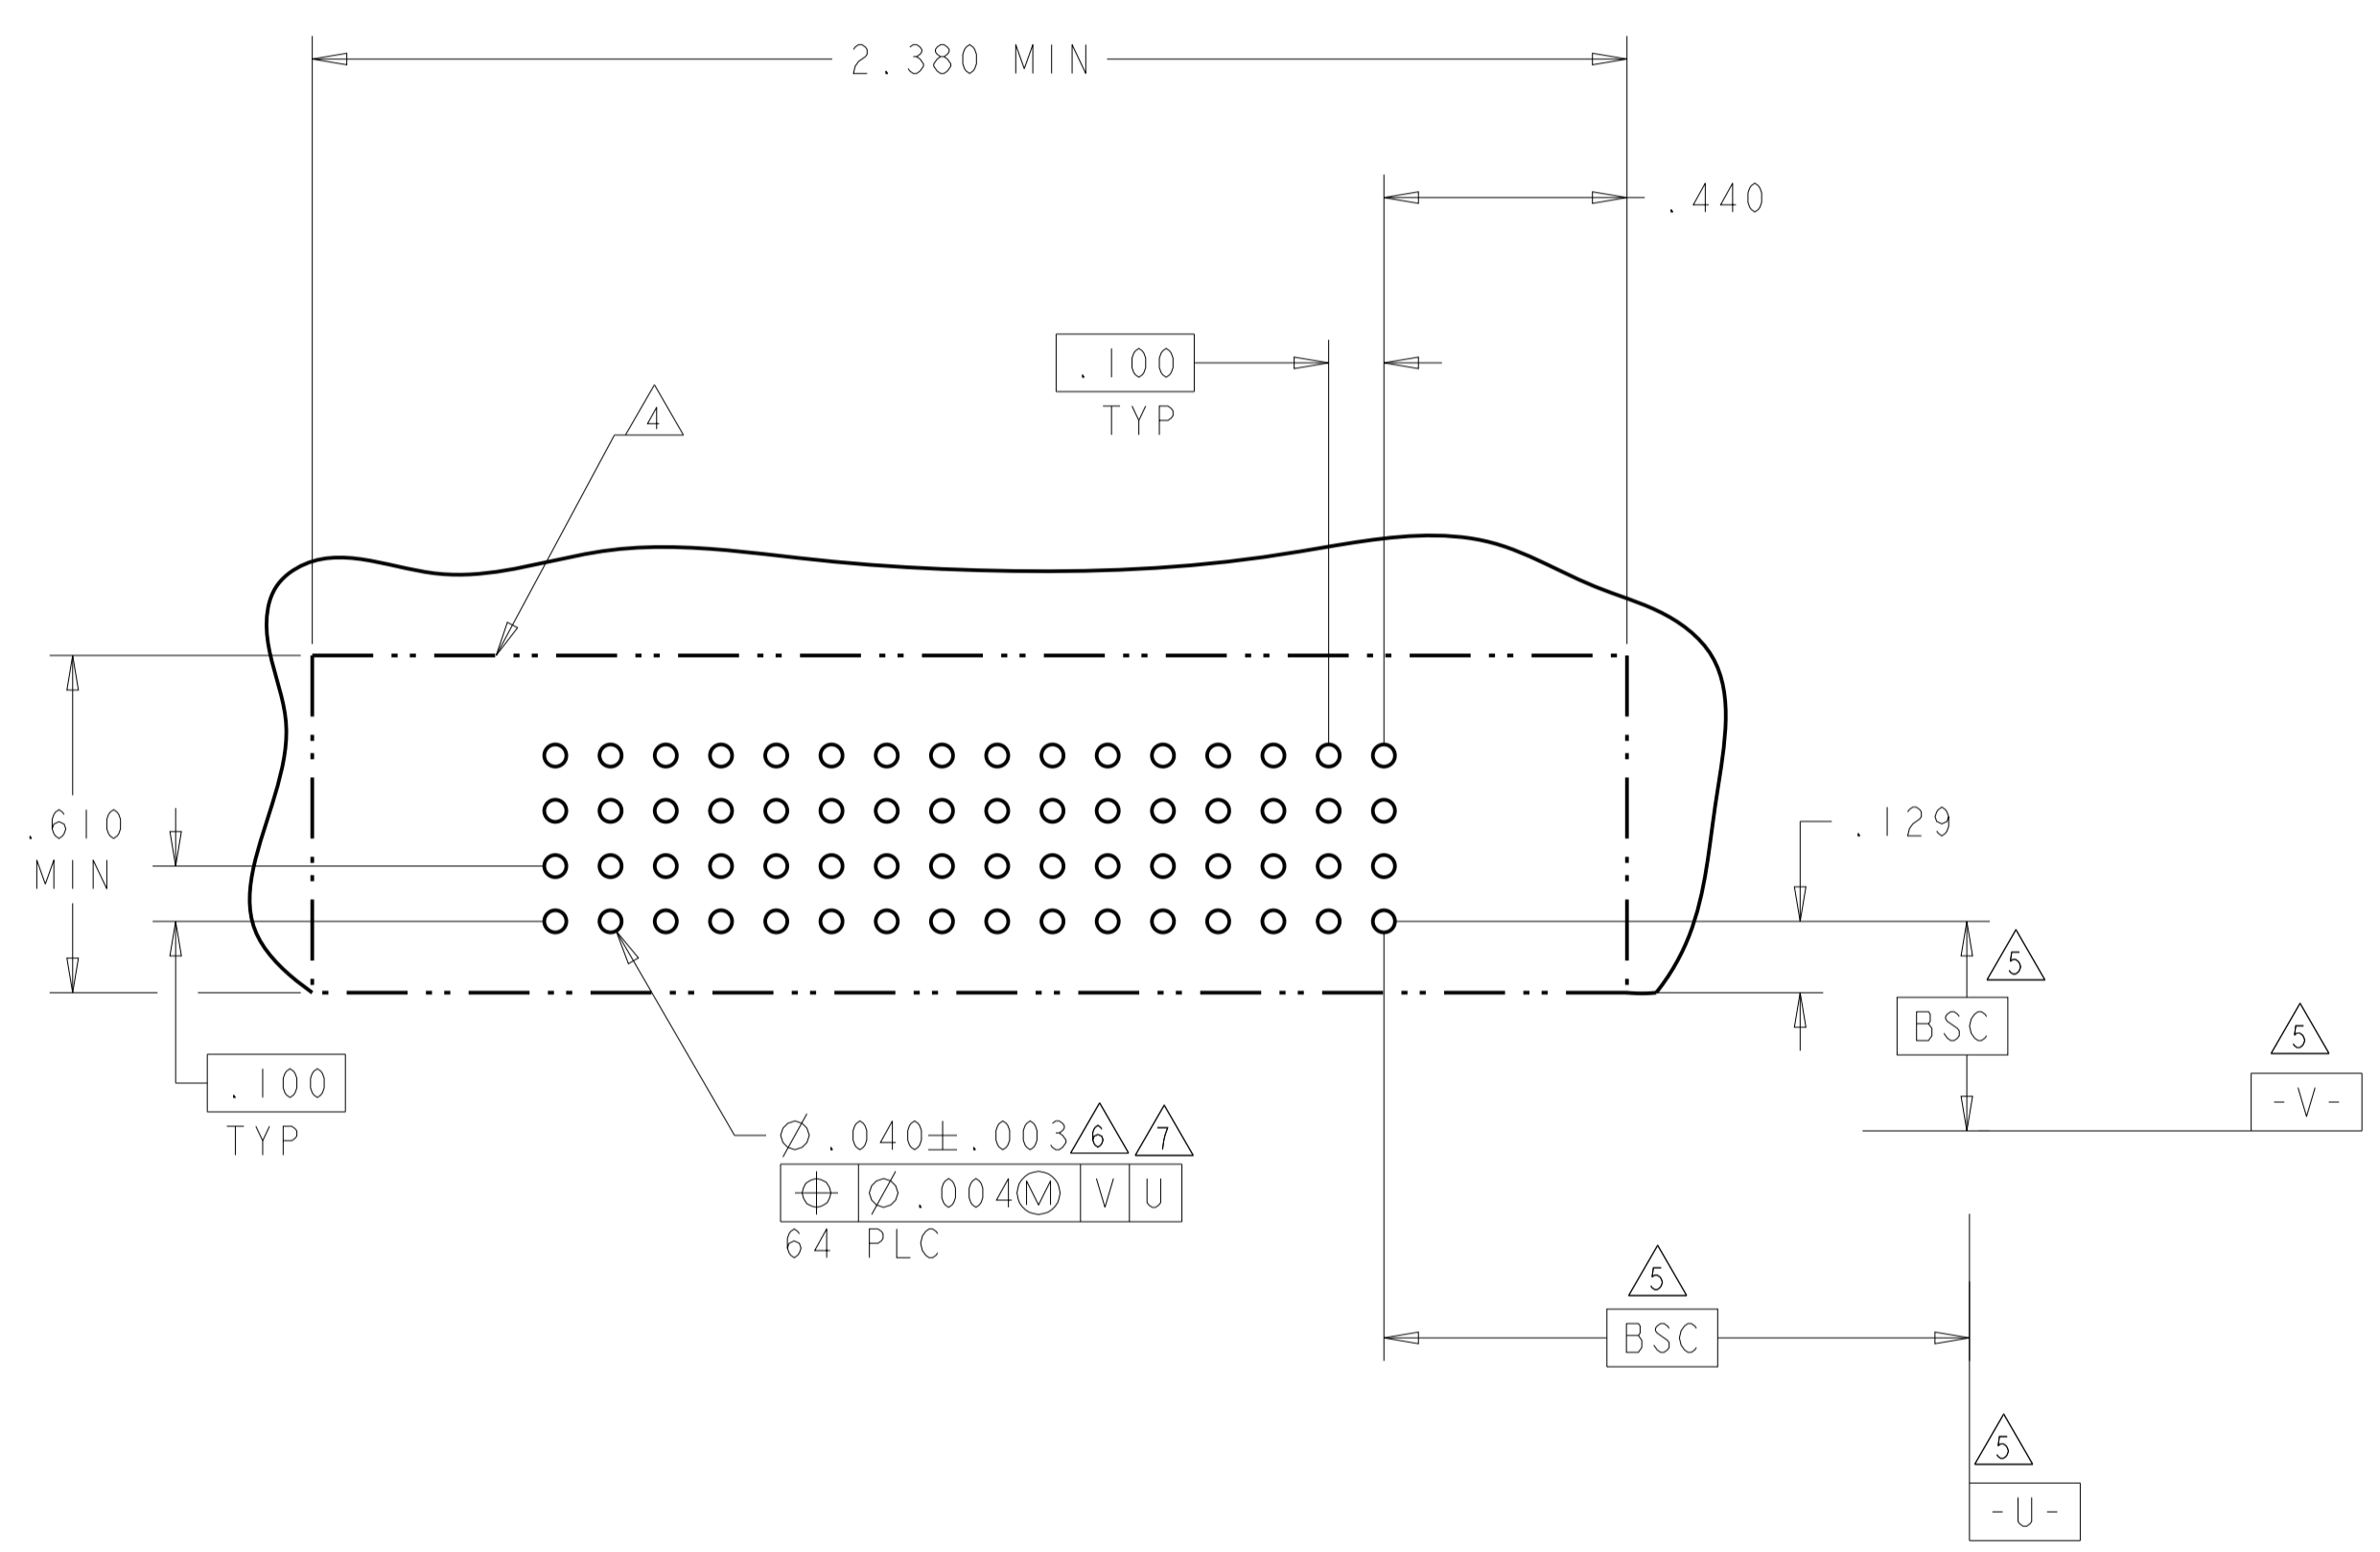 2.380 MIN
.440
.100
TYP
4
.610
MIN
.129
5
BSC
5
-V-
.100
TYP
⌀.040±.003 6 7
⌖ ⌀.004Ⓜ V U
64 PLC
5
BSC
5
-U-